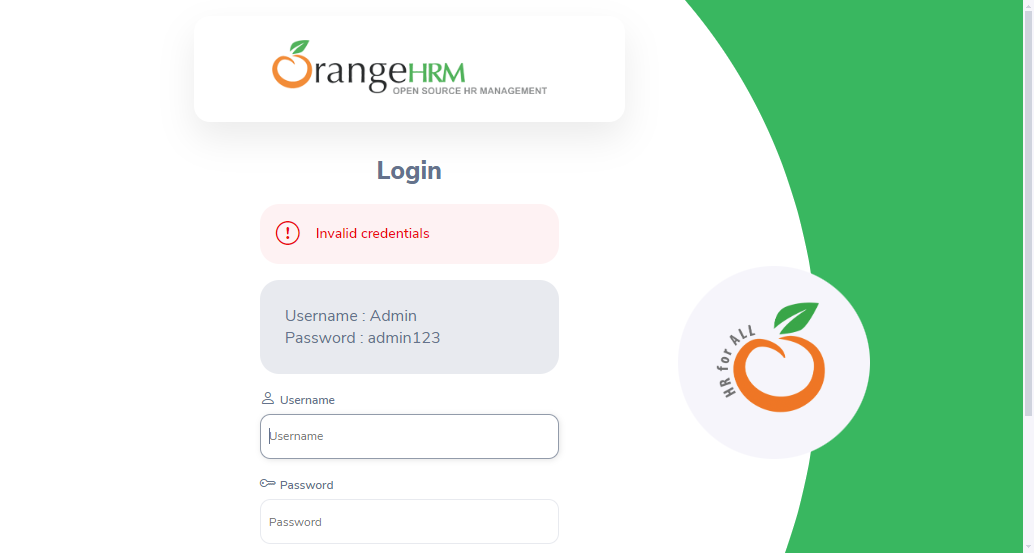 OrangeHRM
OPEN SOURCE HR MANAGEMENT
Login
Invalid credentials
Username : Admin
Password : admin123
Username
Username
Password
Password
HR for ALL